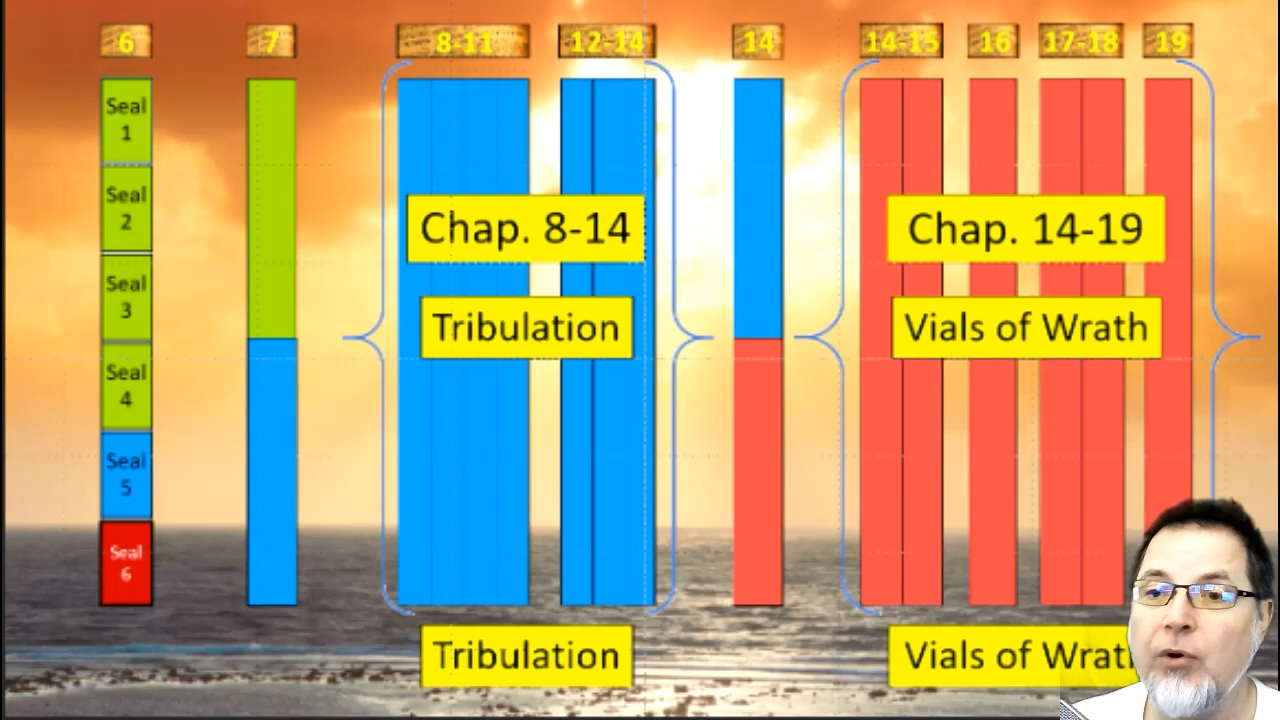 6
7
8-11
12-14
14
14-15
16
17-18
19
Seal
1
Seal
2
Seal
3
Seal
4
Seal
5
Seal
6
Chap. 8-14
Tribulation
Chap. 14-19
Vials of Wrath
Tribulation
Vials of Wrat